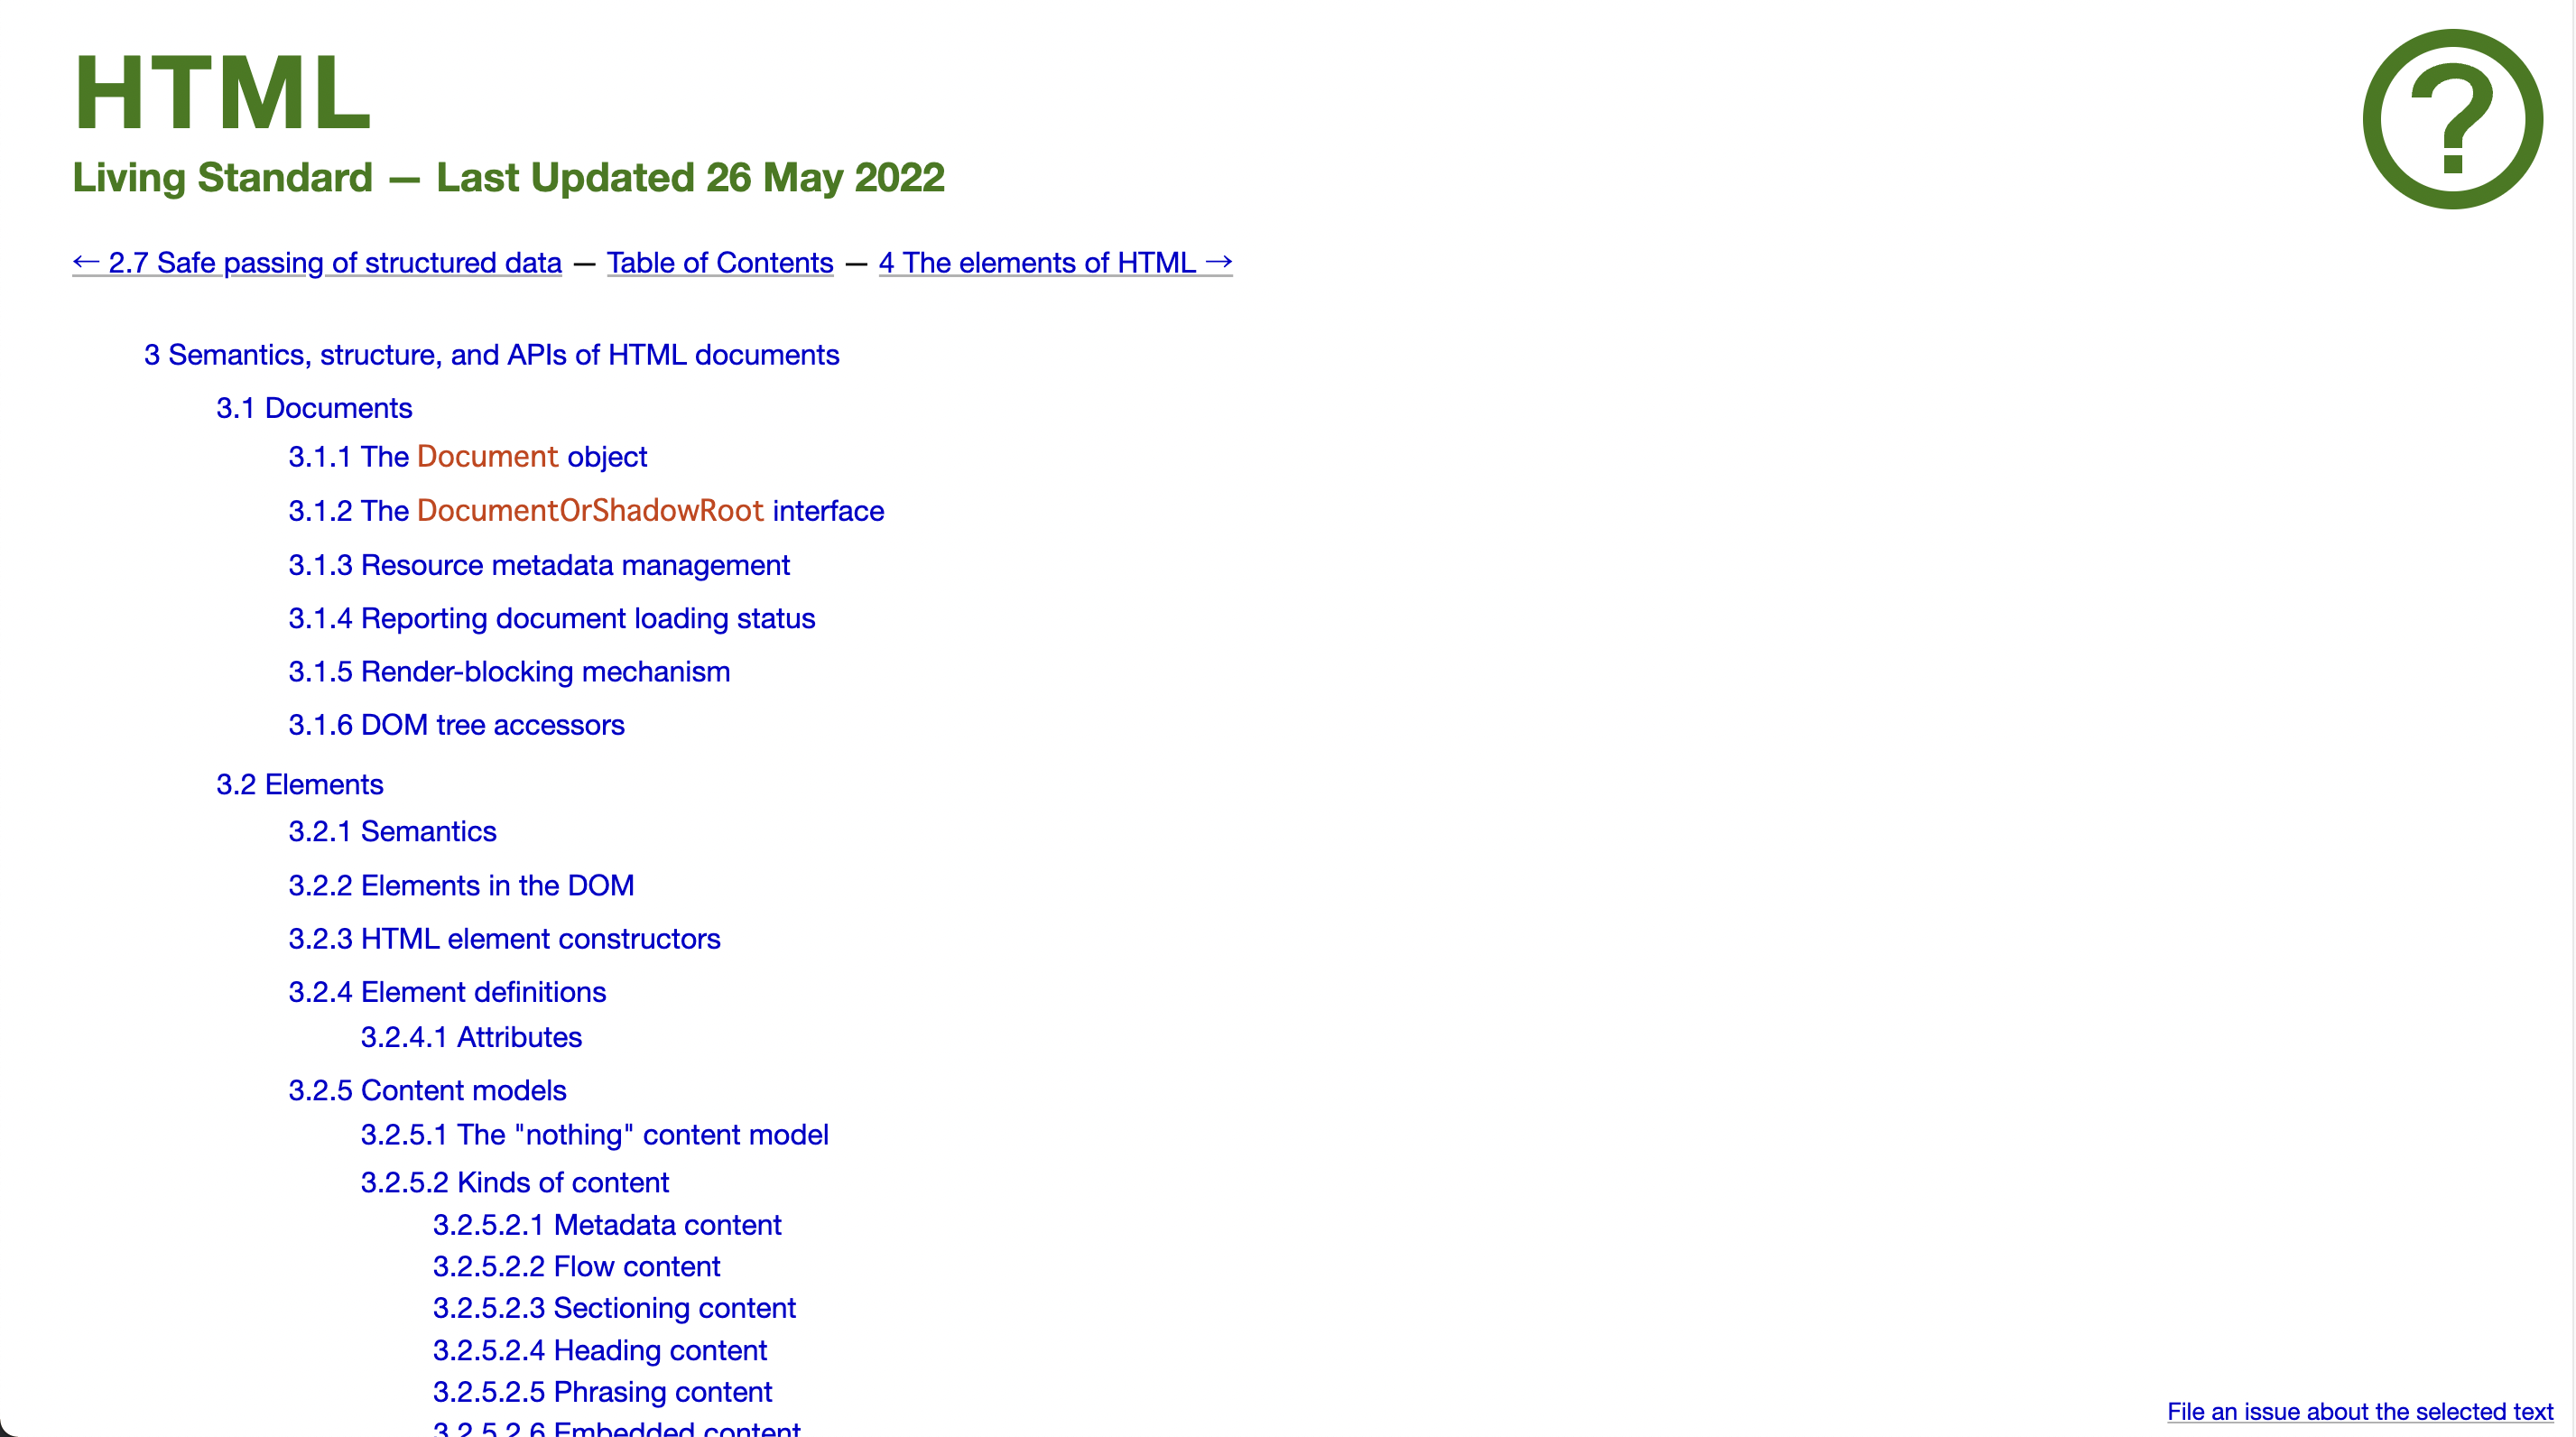 HTML
Living Standard — Last Updated 26 May 2022
← 2.7 Safe passing of structured data — Table of Contents — 4 The elements of HTML →
3 Semantics, structure, and APIs of HTML documents
3.1 Documents
3.1.1 The Document object
3.1.2 The DocumentOrShadowRoot interface
3.1.3 Resource metadata management
3.1.4 Reporting document loading status
3.1.5 Render-blocking mechanism
3.1.6 DOM tree accessors
3.2 Elements
3.2.1 Semantics
3.2.2 Elements in the DOM
3.2.3 HTML element constructors
3.2.4 Element definitions
3.2.4.1 Attributes
3.2.5 Content models
3.2.5.1 The "nothing" content model
3.2.5.2 Kinds of content
3.2.5.2.1 Metadata content
3.2.5.2.2 Flow content
3.2.5.2.3 Sectioning content
3.2.5.2.4 Heading content
3.2.5.2.5 Phrasing content
3.2.5.2.6 Embedded content
File an issue about the selected text